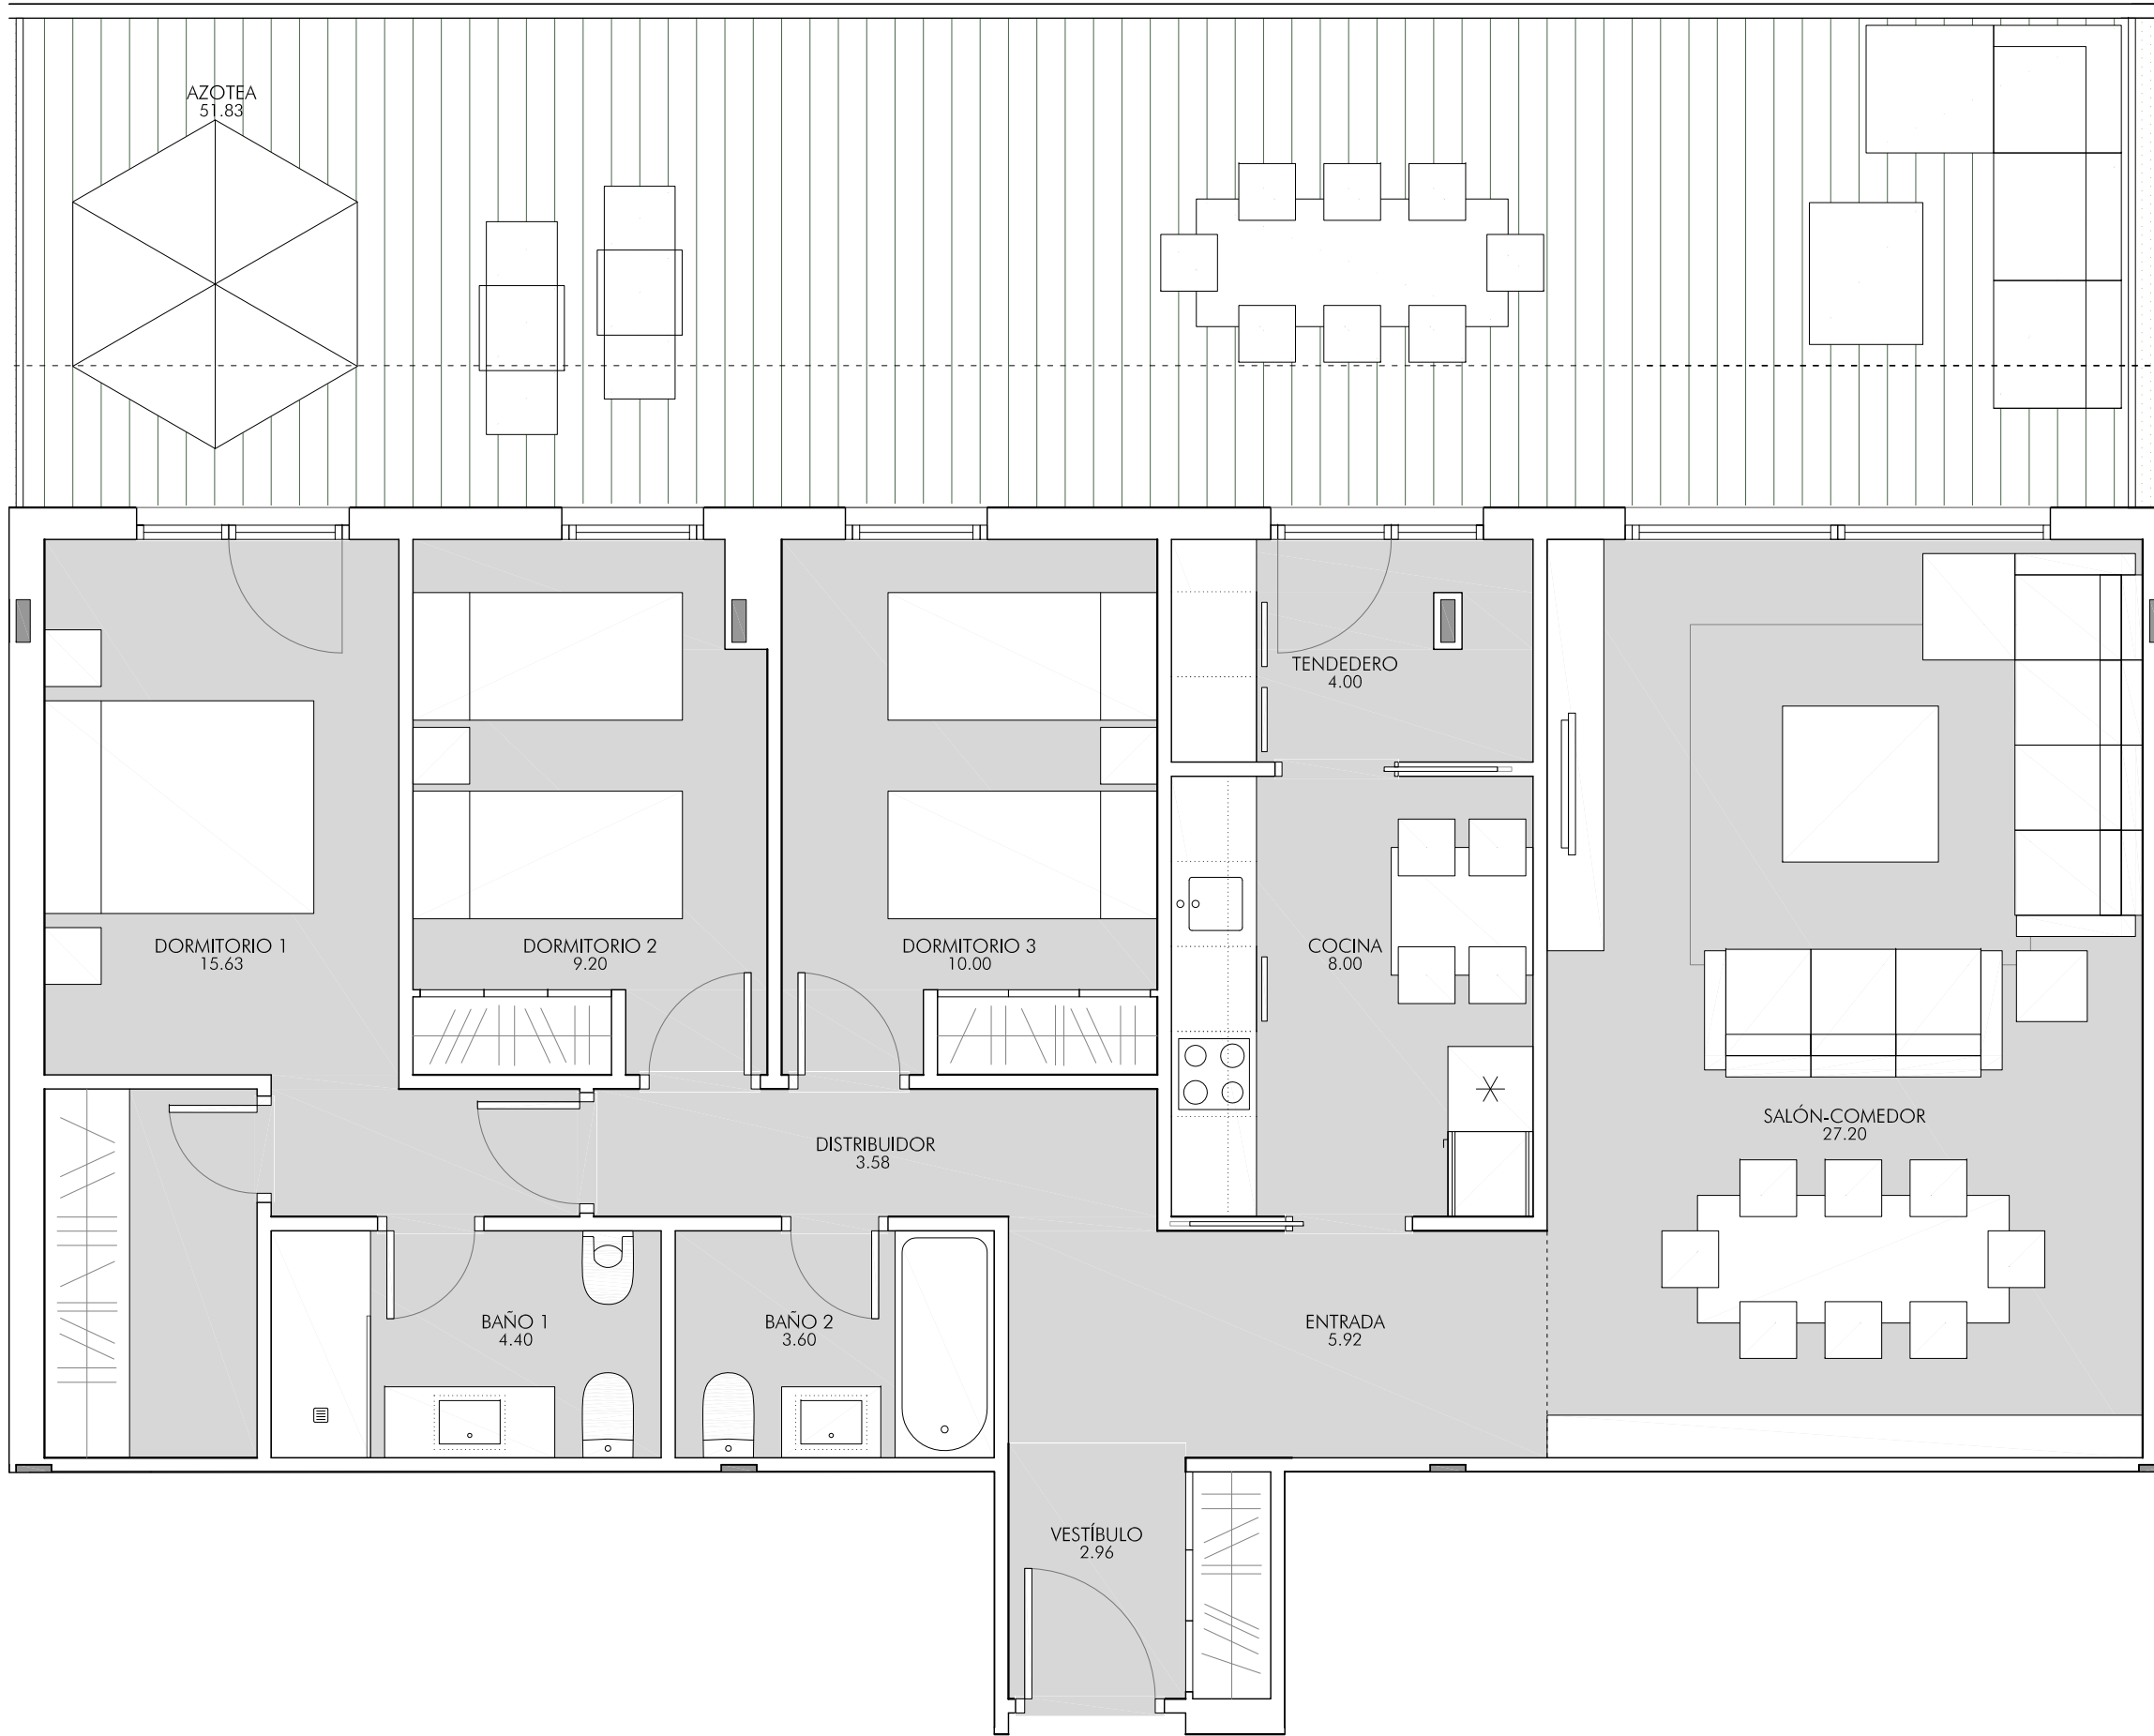 AZOTEA
51.83
TENDEDERO
4.00
DORMITORIO 1
15.63
DORMITORIO 2
9.20
DORMITORIO 3
10.00
COCINA
8.00
SALÓN-COMEDOR
27.20
DISTRIBUIDOR
3.58
BAÑO 1
4.40
BAÑO 2
3.60
ENTRADA
5.92
VESTÍBULO
2.96